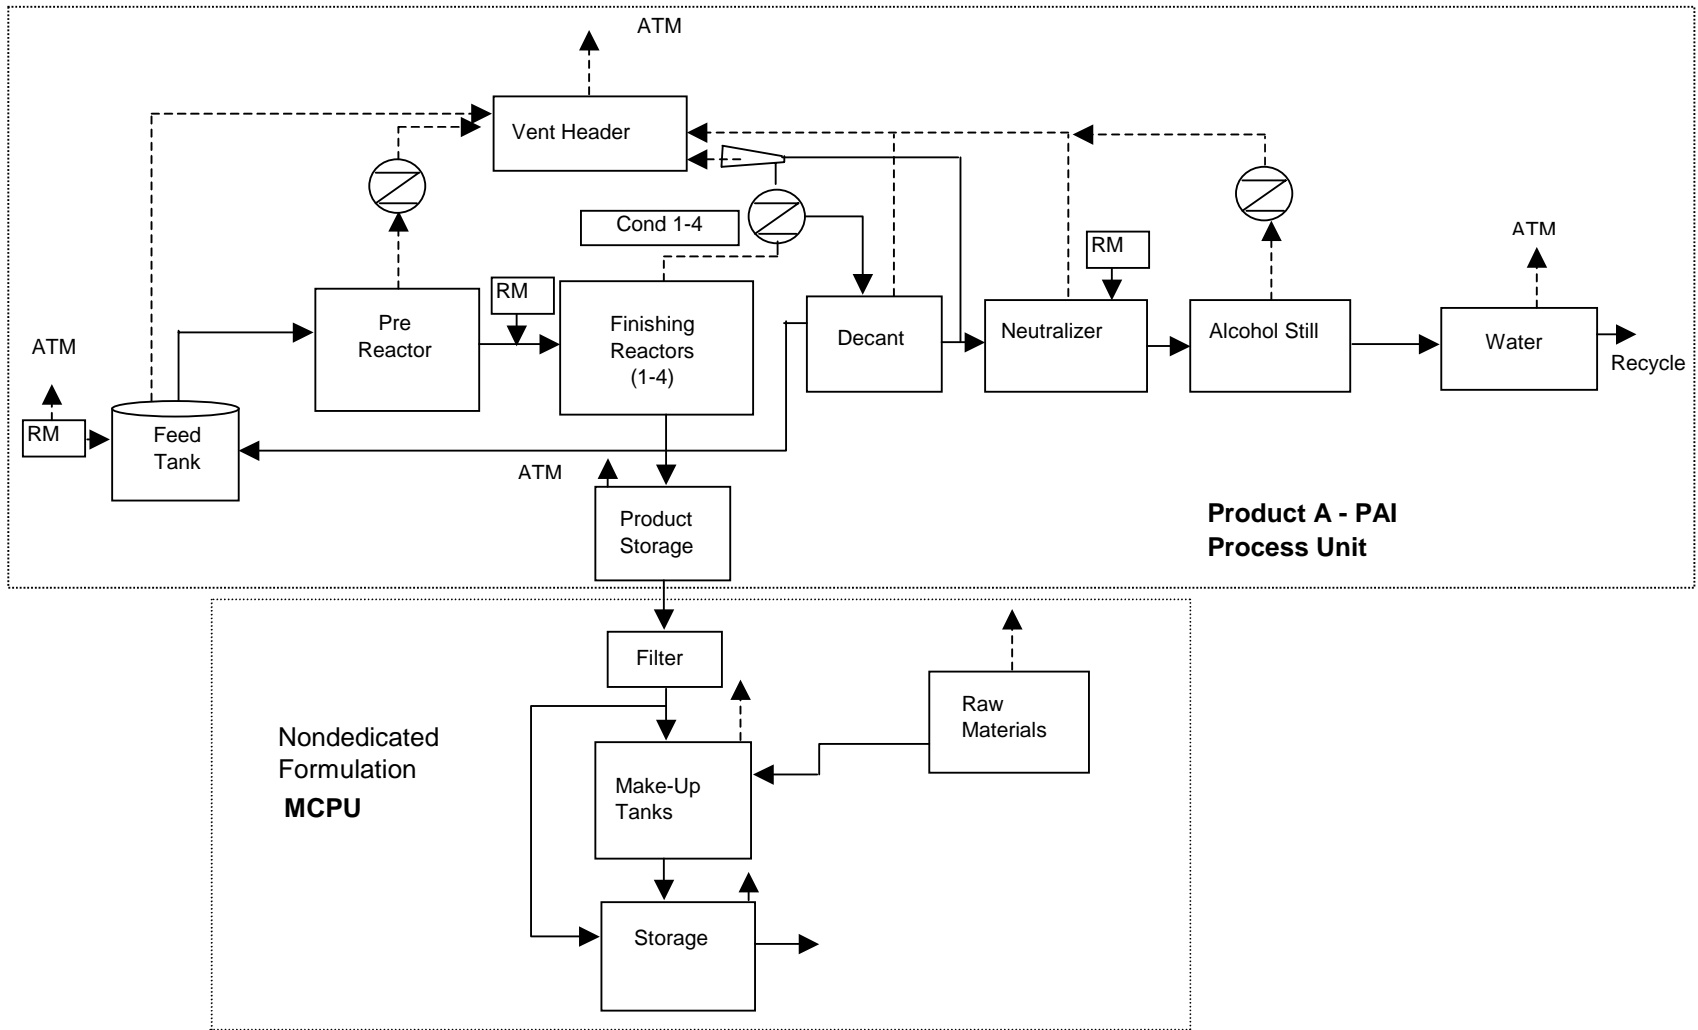 ATM
Vent Header
Cond 1-4
RM
ATM
RM
Pre
Reactor
Finishing
Reactors
(1-4)
Decant
Neutralizer
Alcohol Still
Water
Recycle
ATM
RM
Feed
Tank
ATM
Product
Storage
Product A - PAI
Process Unit
Filter
Raw
Materials
Nondedicated
Formulation
MCPU
Make-Up
Tanks
Storage